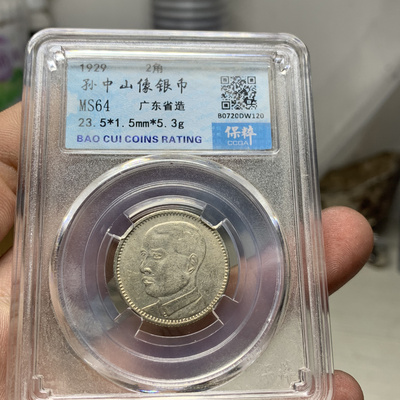 1929 2角
孙中山像银币
MS64 广东省造
23.5*1.5mm*5.3g
BAO CUI COINS RATING
B0720DW120
保粹
CCGA